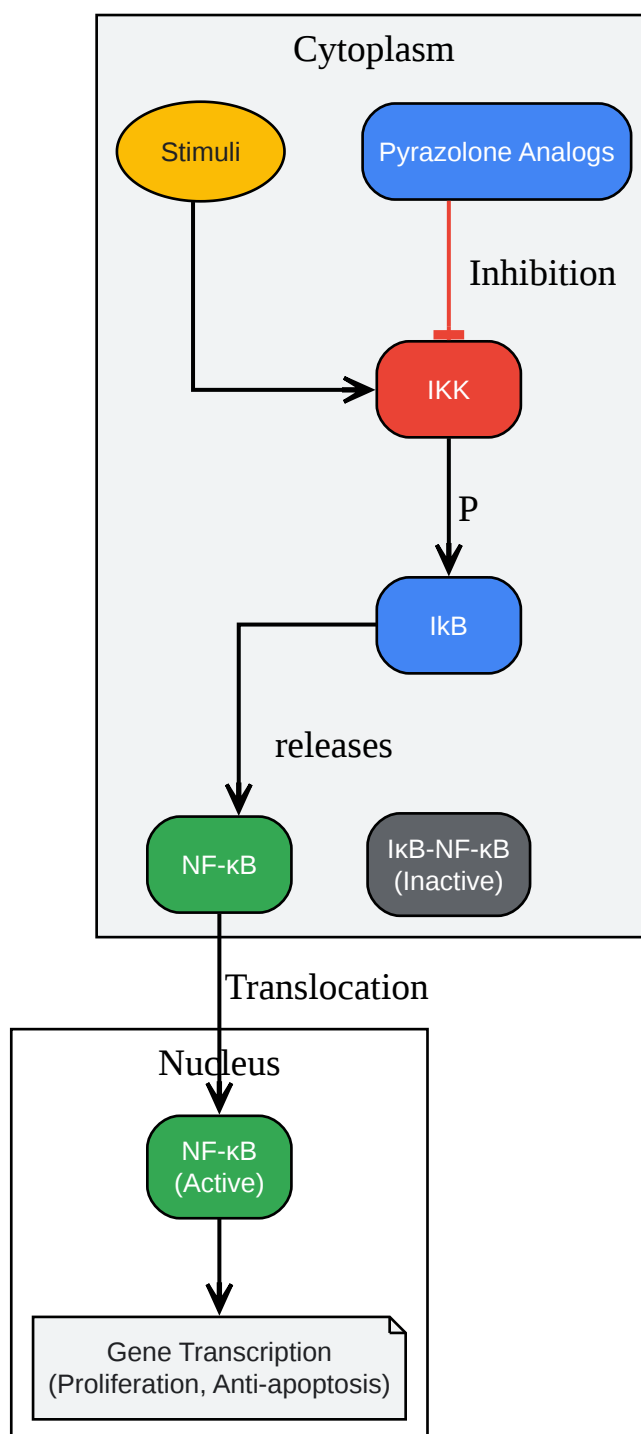 Cytoplasm
Stimuli
Pyrazolone Analogs
Inhibition
IKK
P
IkB
releases
NF-κB
IκB-NF-κB
(Inactive)
Translocation
Nucleus
NF-κB
(Active)
Gene Transcription
(Proliferation, Anti-apoptosis)